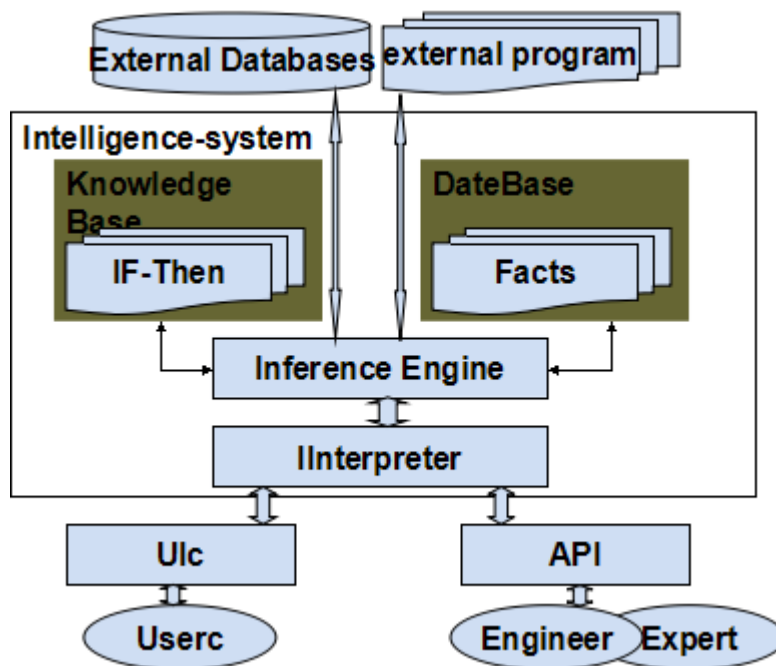 External Databases
external program
Intelligence-system
Knowledge
Base
DateBase
IF-Then
Facts
Inference Engine
IInterpreter
UIc
API
Userc
Engineer
Expert